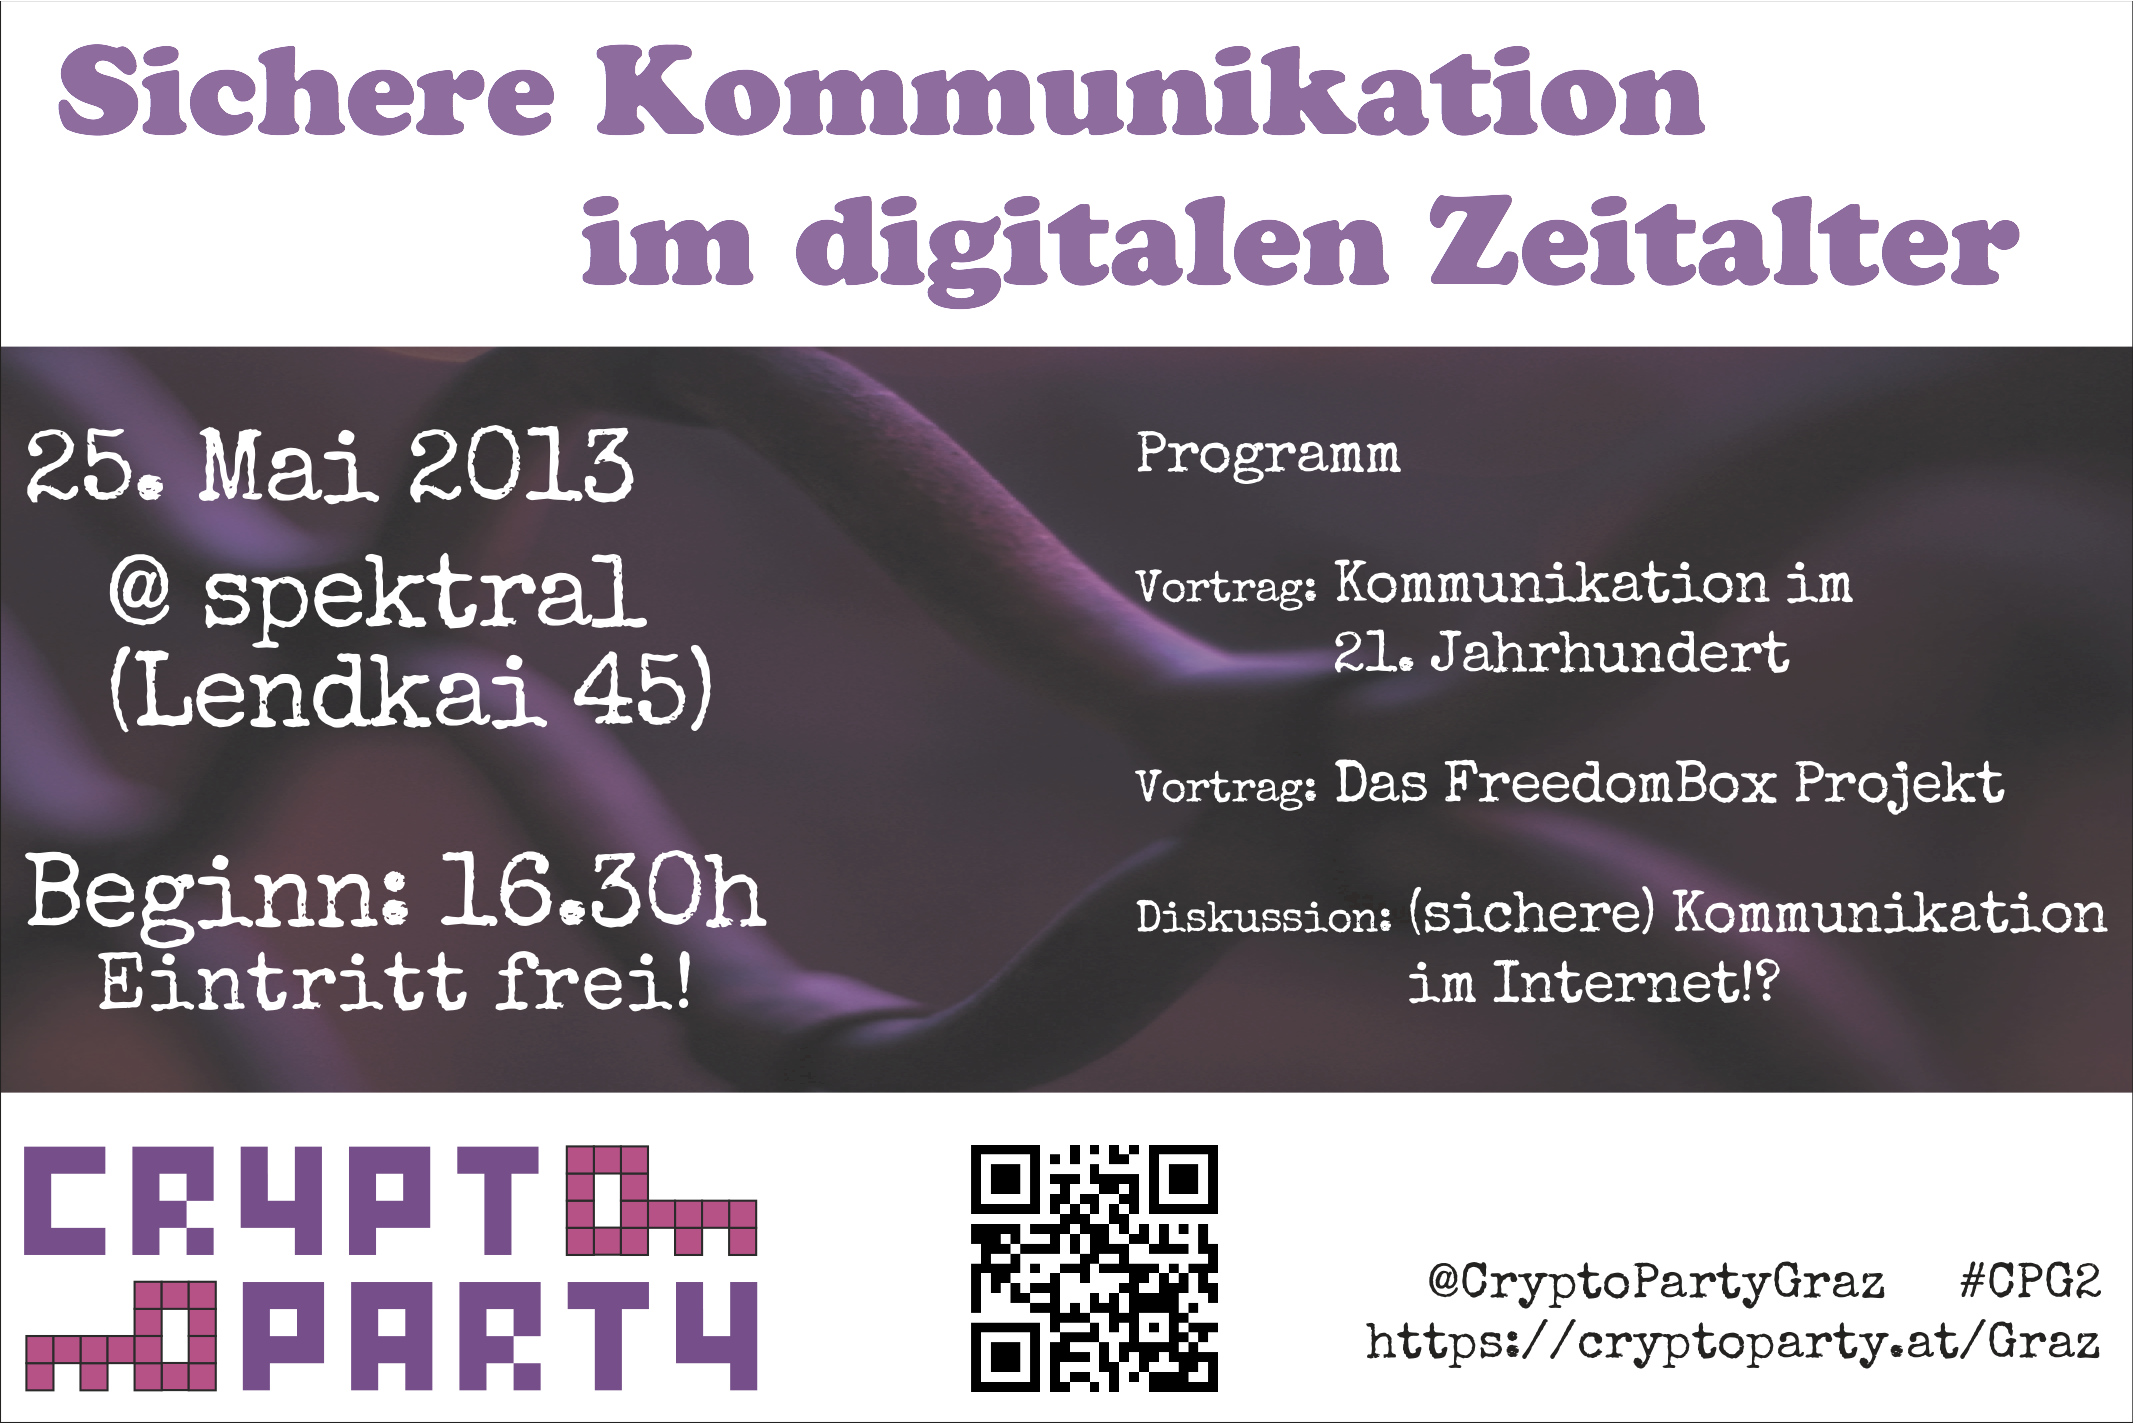 Sichere Kommunikation
im digitalen Zeitalter
25. Mai 2013
@ spektral
(Lendkai 45)
Beginn: 16.30h
Eintritt frei!
Programm
Vortrag: Kommunikation im
21. Jahrhundert
Vortrag: Das FreedomBox Projekt
Diskussion: (sichere) Kommunikation
im Internet!?
CRYPTO
PARTY
@CryptoPartyGraz #CPG2
https://cryptoparty.at/Graz